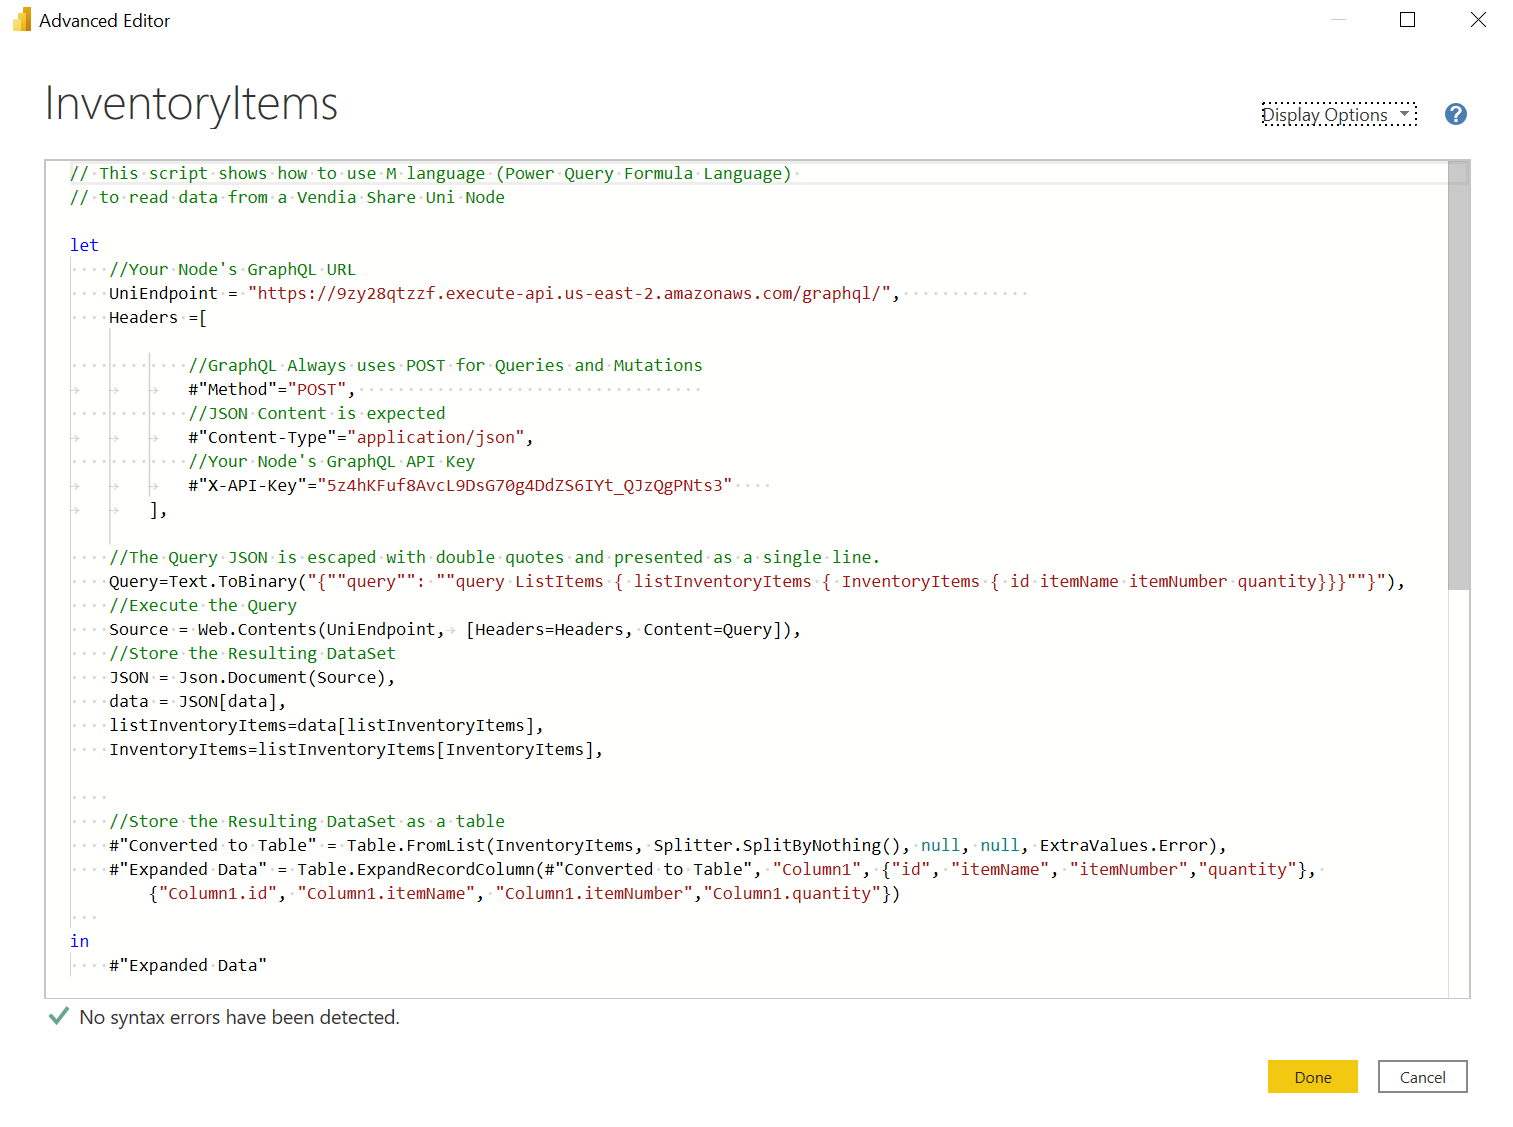 Advanced Editor
InventoryItems
Display Options
?
// This script shows how to use M language (Power Query Formula Language)
// to read data from a Vendia Share Uni Node
let
//Your Node's GraphQL URL
UniEndpoint = "https://9zy28qtzzf.execute-api.us-east-2.amazonaws.com/graphql/",
Headers =[
//GraphQL Always uses POST for Queries and Mutations
#"Method"="POST",
//JSON Content is expected
#"Content-Type"="application/json",
//Your Node's GraphQL API Key
#"X-API-Key"="5z4hKFuf8AvcL9DsG70g4DdZS6IYt_QJzQgPNts3"
],
//The Query JSON is escaped with double quotes and presented as a single line.
Query=Text.ToBinary("{""query"": ""query ListItems { listInventoryItems { InventoryItems { id itemName itemNumber quantity}}}""}"),
//Execute the Query
Source = Web.Contents(UniEndpoint, [Headers=Headers, Content=Query]),
//Store the Resulting DataSet
JSON = Json.Document(Source),
data = JSON[data],
listInventoryItems=data[listInventoryItems],
InventoryItems=listInventoryItems[InventoryItems],
//Store the Resulting DataSet as a table
#"Converted to Table" = Table.FromList(InventoryItems, Splitter.SplitByNothing(), null, null, ExtraValues.Error),
#"Expanded Data" = Table.ExpandRecordColumn(#"Converted to Table", "Column1", {"id", "itemName", "itemNumber","quantity"},
{"Column1.id", "Column1.itemName", "Column1.itemNumber","Column1.quantity"})
in
#"Expanded Data"
No syntax errors have been detected.
Done
Cancel